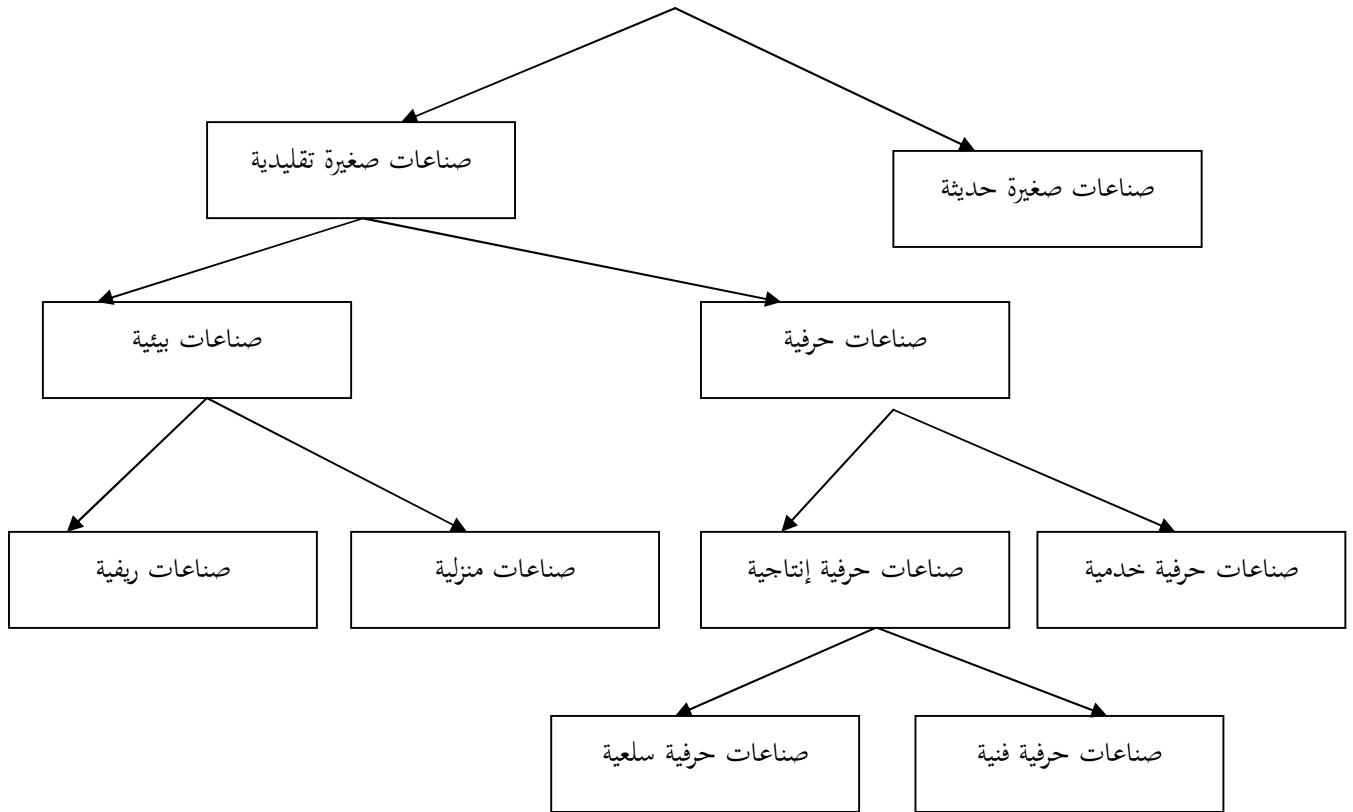 صناعات صغيرة تقليدية
صناعات صغيرة حديثة
صناعات حرفية
صناعات بيئية
صناعات حرفية خدمية
صناعات حرفية إنتاجية
صناعات منزلية
صناعات ريفية
صناعات حرفية فنية
صناعات حرفية سلعية